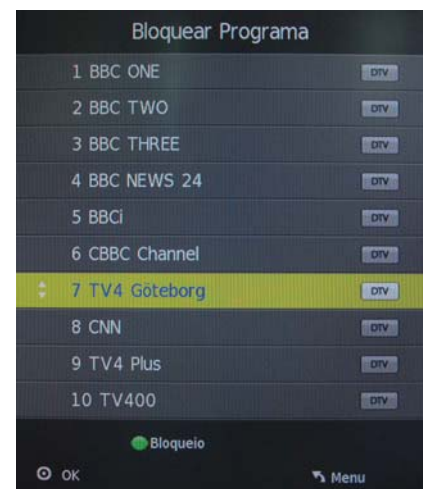 Bloquear Programa
1 BBC ONE DTV
2 BBC TWO DTV
3 BBC THREE DTV
4 BBC NEWS 24 DTV
5 BBCi DTV
6 CBBC Channel DTV
7 TV4 Göteborg DTV
8 CNN DTV
9 TV4 Plus DTV
10 TV400 DTV
Bloqueio
OK Menu